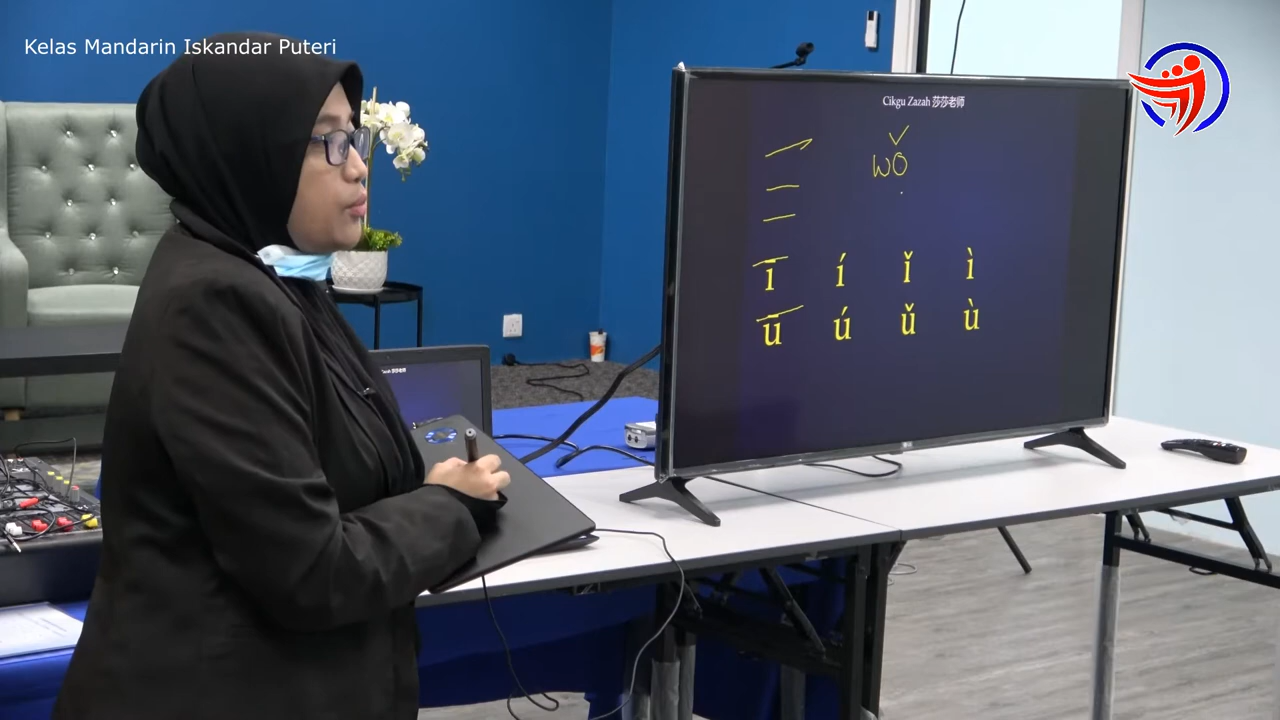 Kelas Mandarin Iskandar Puteri
Cikgu Zazah 莎莎老师
wǒ
ī í ǐ ì
ū ú ǔ ù